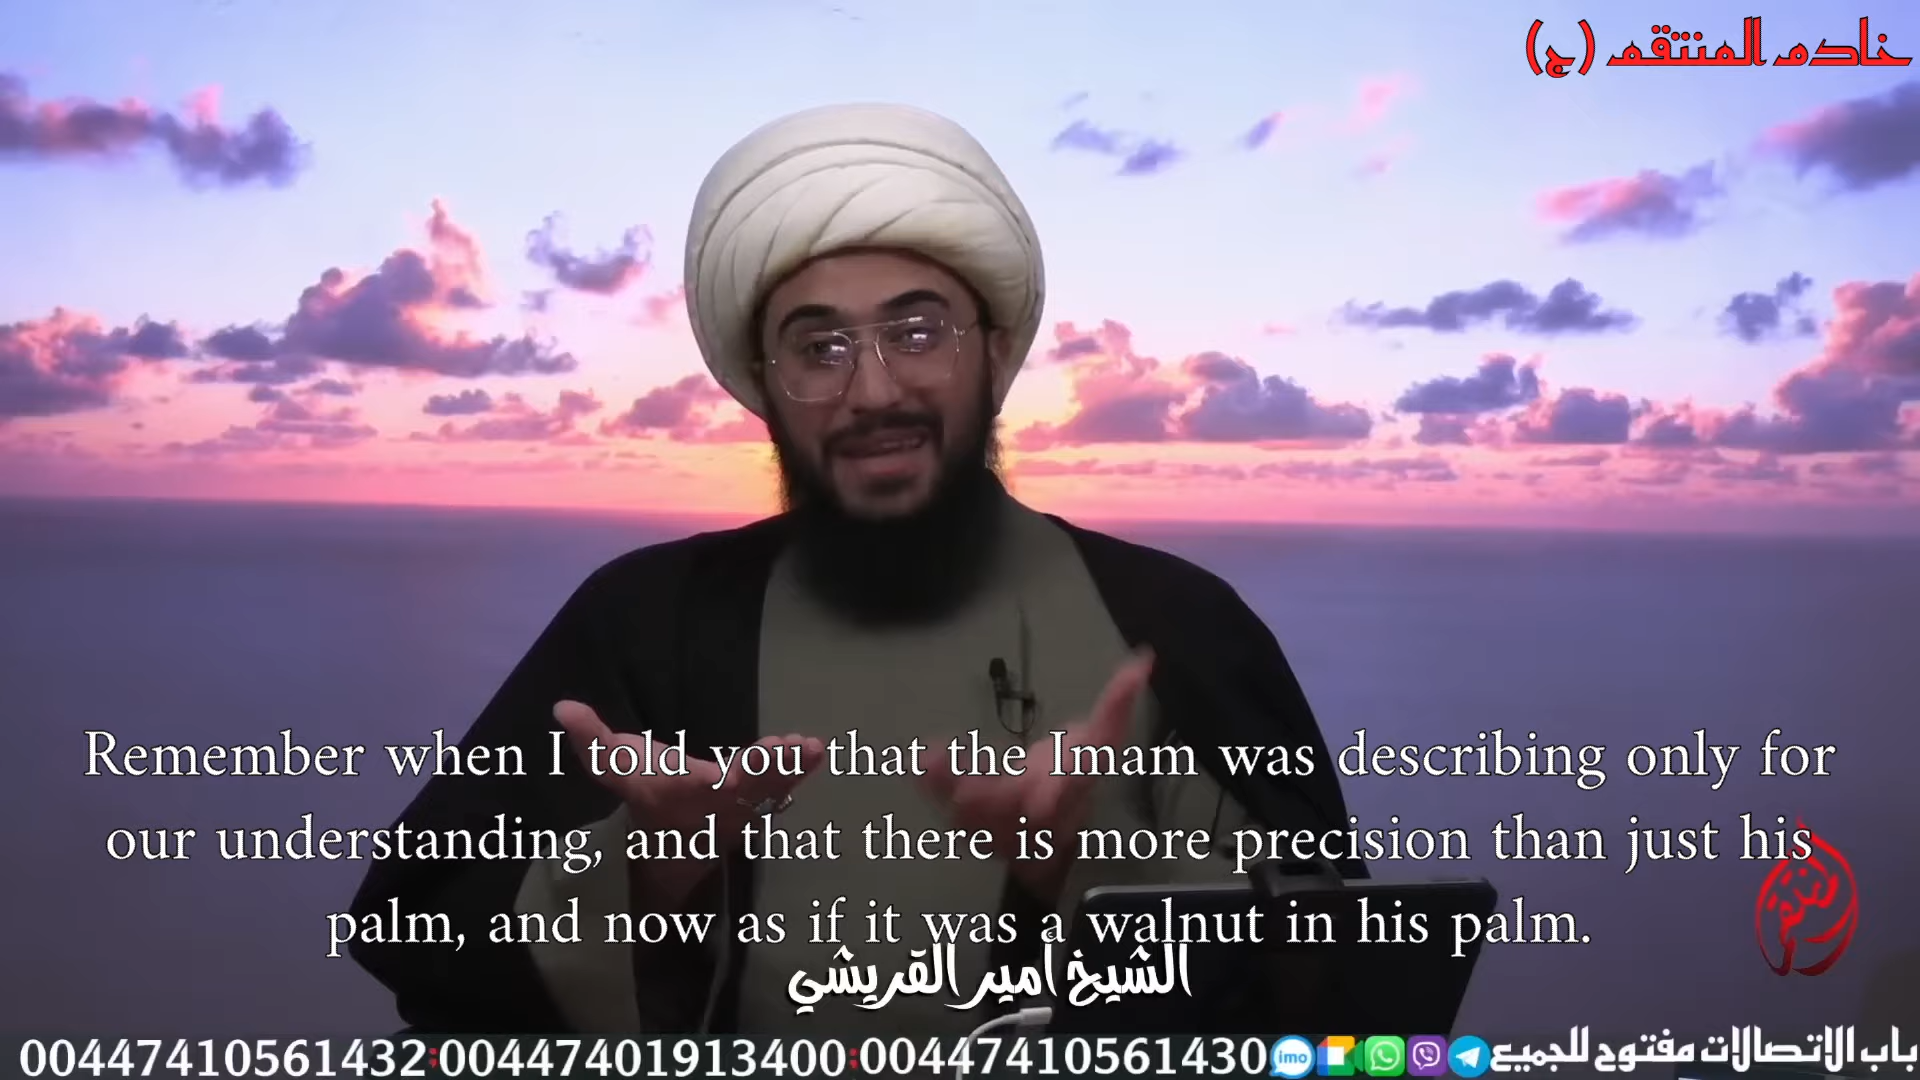 خادم المنتقم (ج)
Remember when I told you that the Imam was describing only for
our understanding, and that there is more precision than just his
palm, and now as if it was a walnut in his palm.
المنتقم
الشيخ امير القريشي
00447410561432:00447401913400:00447410561430 imo باب الاتصالات مفتوح للجميع